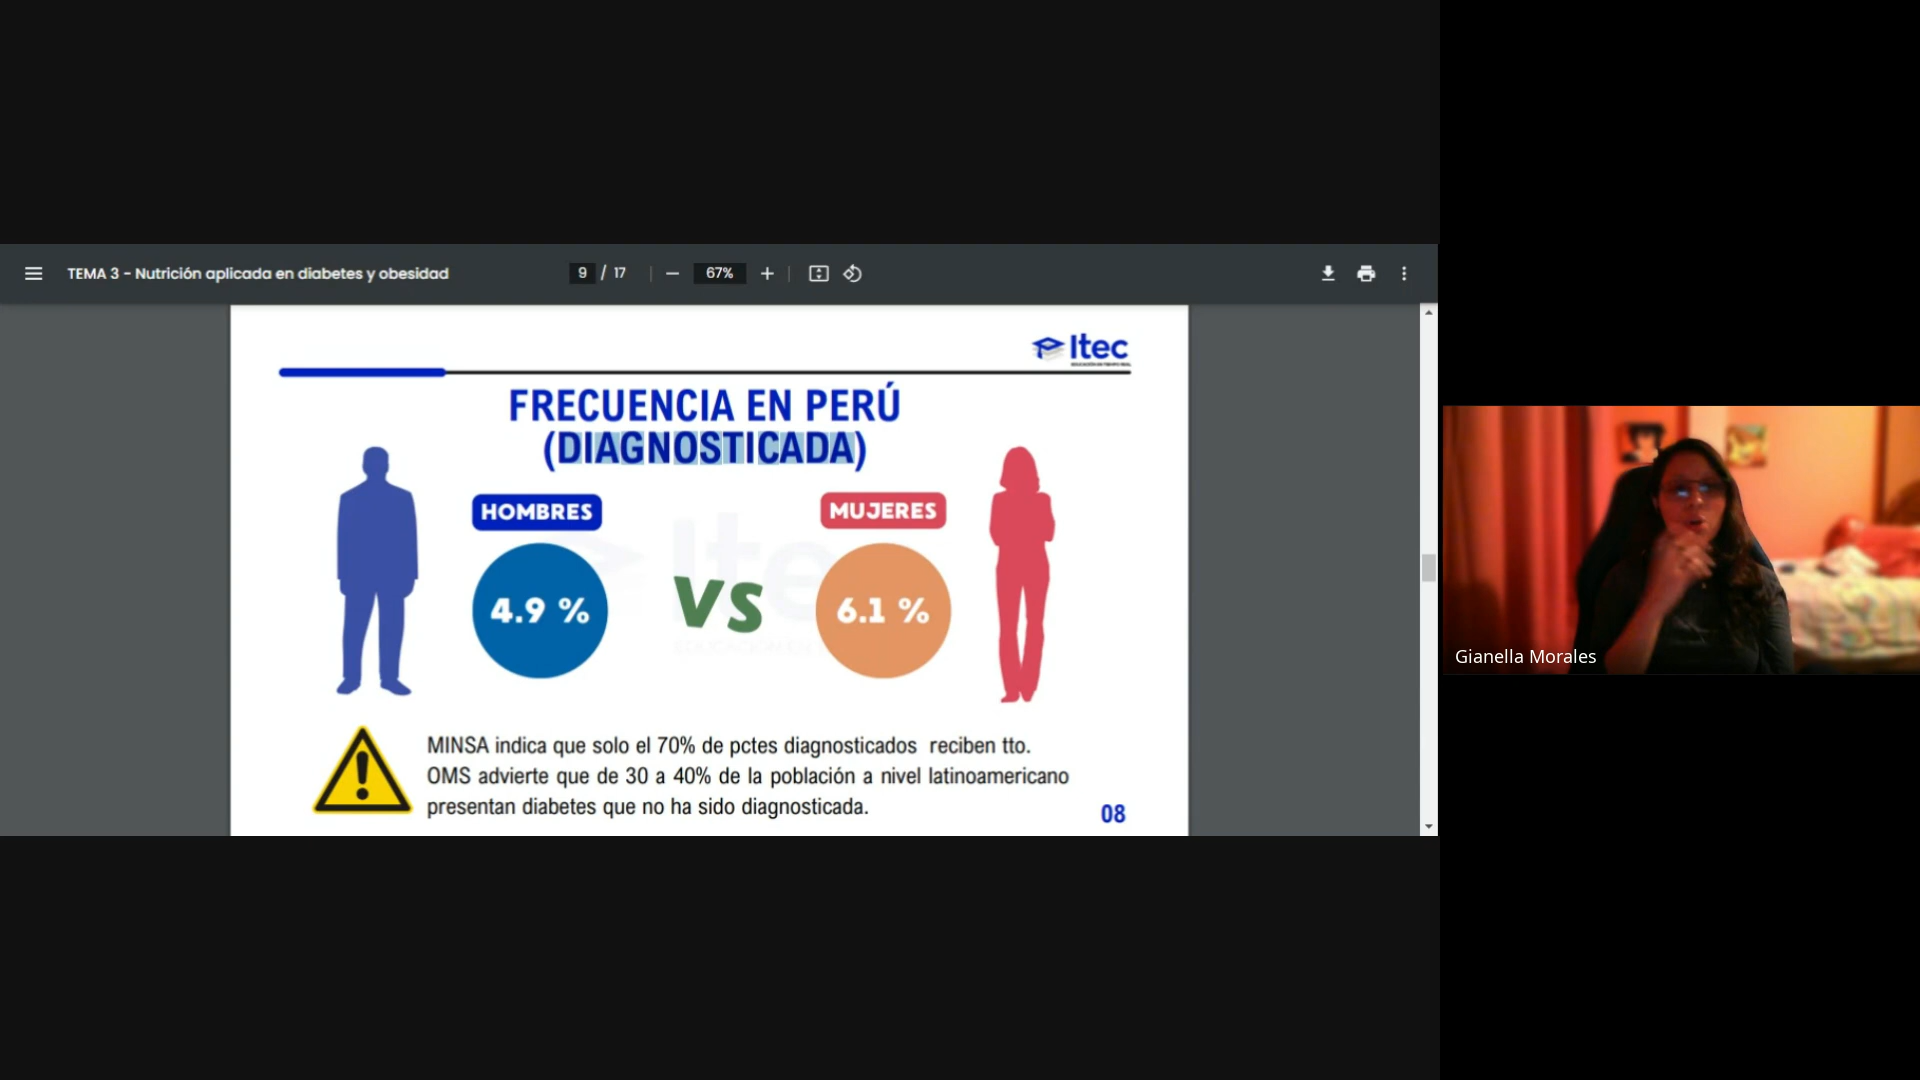 TEMA 3 - Nutrición aplicada en diabetes y obesidad
9 / 17
67%
Itec
FRECUENCIA EN PERÚ
(DIAGNOSTICADA)
HOMBRES
MUJERES
4.9 %
VS
6.1 %
MINSA indica que solo el 70% de pctes diagnosticados reciben tto.
OMS advierte que de 30 a 40% de la población a nivel latinoamericano
presentan diabetes que no ha sido diagnosticada.
08
Gianella Morales